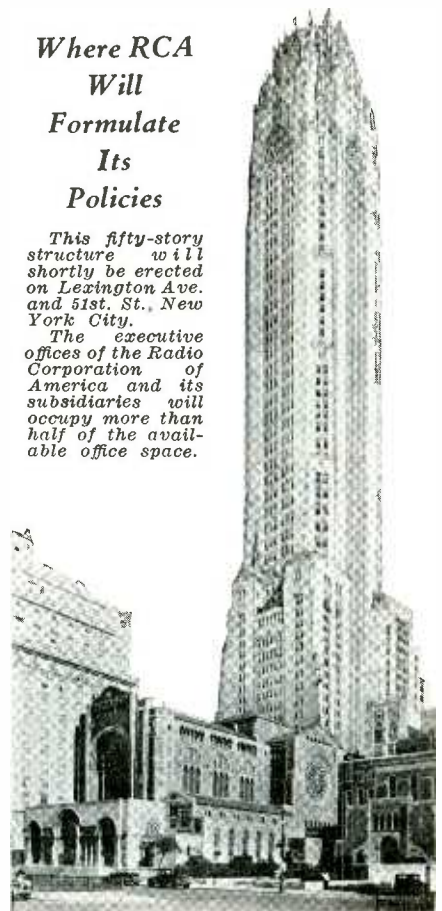 Where RCA
Will
Formulate
Its
Policies
This fifty-story
structure will
shortly be erected
on Lexington Ave.
and 51st. St., New
York City.
The executive
offices of the Radio
Corporation of
America and its
subsidiaries will
occupy more than
half of the avail-
able office space.